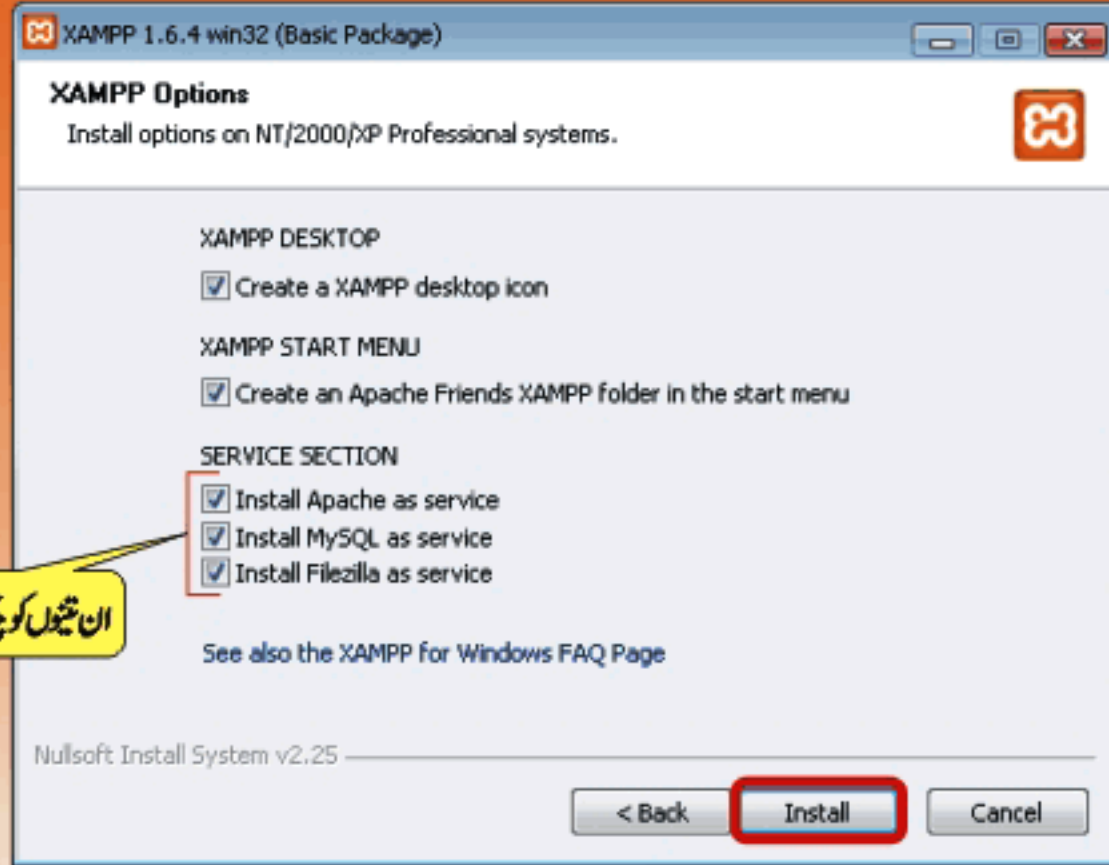 XAMPP 1.6.4 win32 (Basic Package)
XAMPP Options
Install options on NT/2000/XP Professional systems.
XAMPP DESKTOP
Create a XAMPP desktop icon
XAMPP START MENU
Create an Apache Friends XAMPP folder in the start menu
SERVICE SECTION
Install Apache as service
Install MySQL as service
Install Filezilla as service
ان تینوں کو
See also the XAMPP for Windows FAQ Page
Nullsoft Install System v2.25
< Back
Install
Cancel